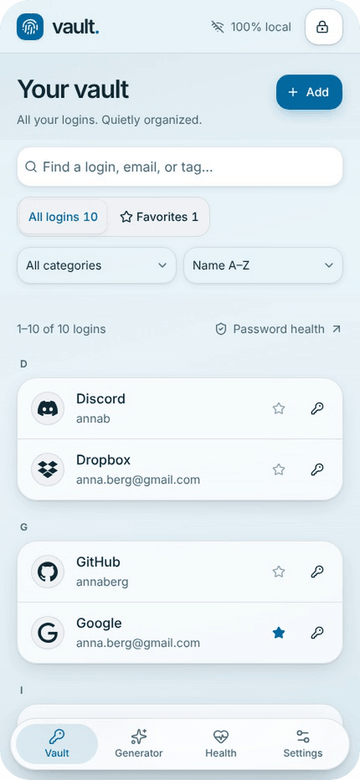 vault.
100% local
Your vault
+ Add
All your logins. Quietly organized.
Find a login, email, or tag...
All logins 10
Favorites 1
All categories
Name A–Z
1–10 of 10 logins
Password health
D
Discord
annab
Dropbox
anna.berg@gmail.com
G
GitHub
annaberg
Google
anna.berg@gmail.com
I
Vault
Generator
Health
Settings